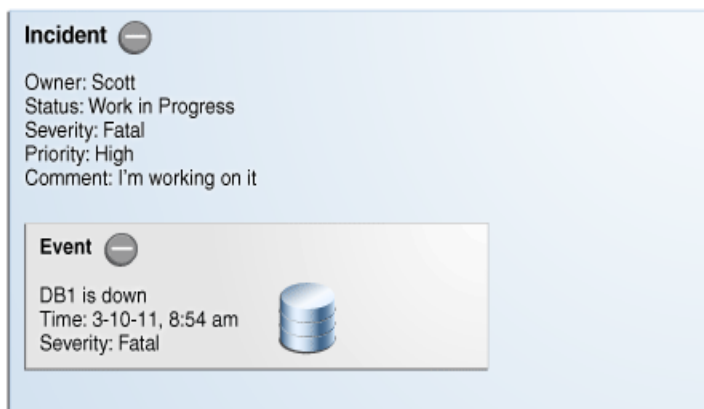 Incident
Owner: Scott
Status: Work in Progress
Severity: Fatal
Priority: High
Comment: I'm working on it
Event
DB1 is down
Time: 3-10-11, 8:54 am
Severity: Fatal